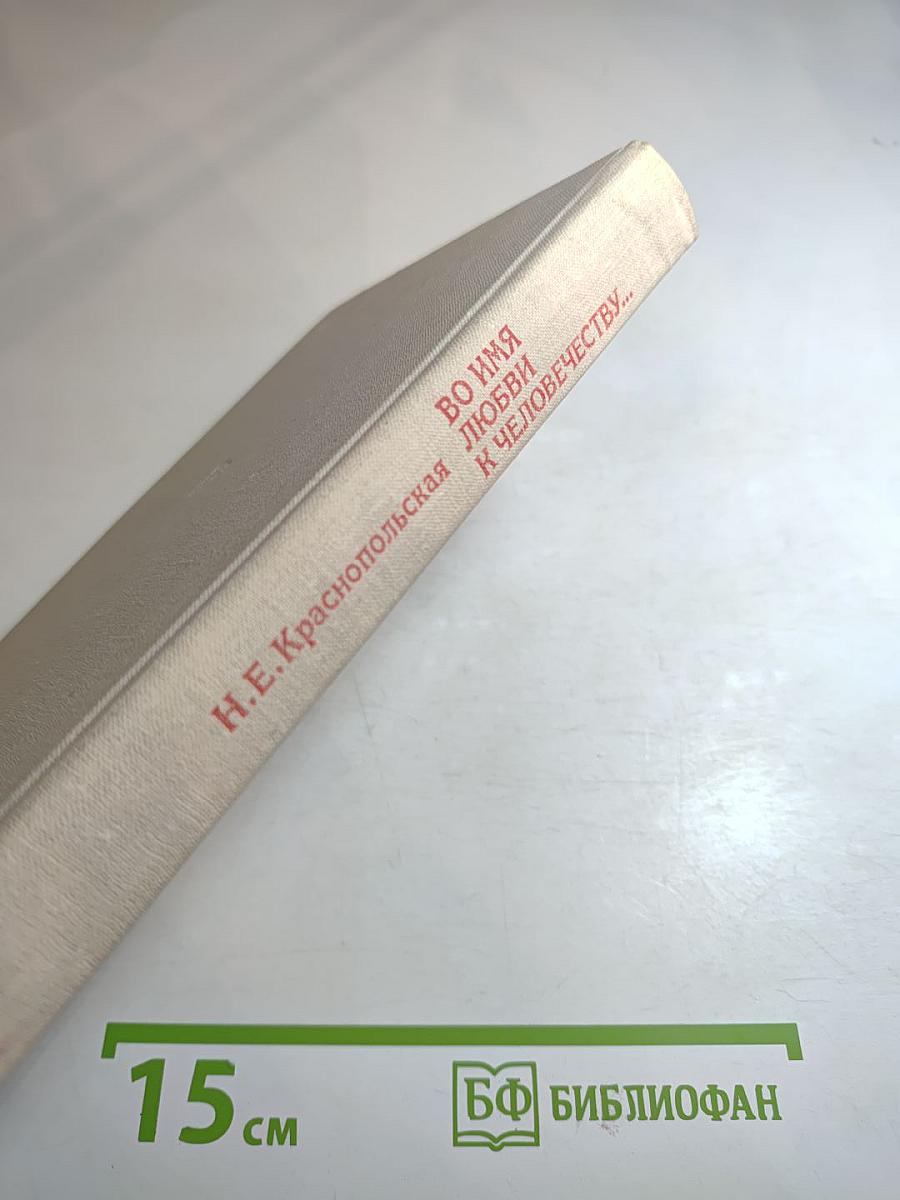 Н.Е.Краснопольская
ВО ИМЯ
ЛЮБВИ
К ЧЕЛОВЕЧЕСТВУ...
15 см
БФ БИБЛИОФАН